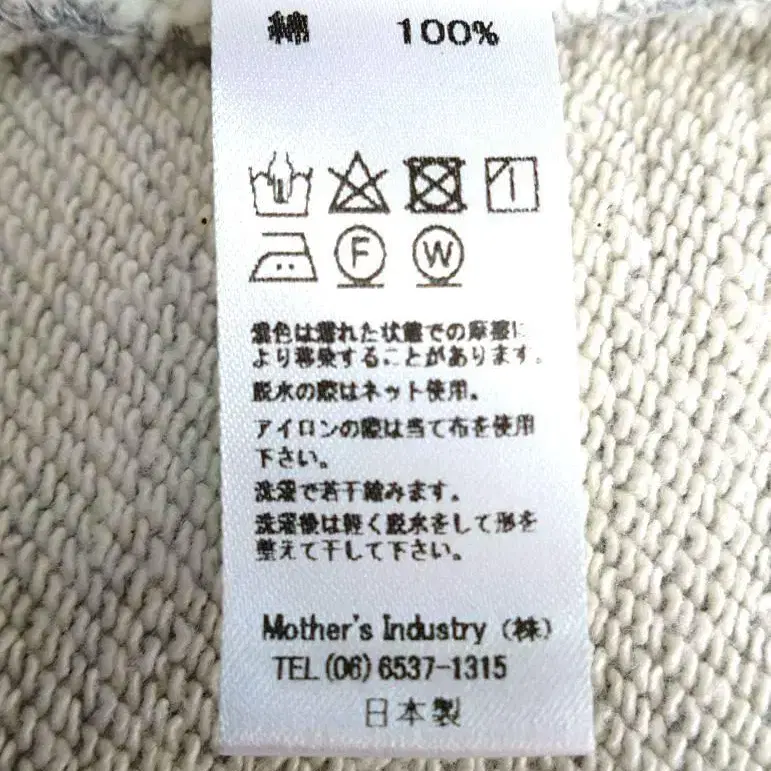 綿 100%
F W
濃色は濡れた状態での摩擦に
より移染することがあります。
脱水の際はネット使用。
アイロンの際は当て布を使用
下さい。
洗濯で若干縮みます。
洗濯後は軽く脱水をして形を
整えて干して下さい。
Mother's Industry (株)
TEL(06)6537-1315
日本製